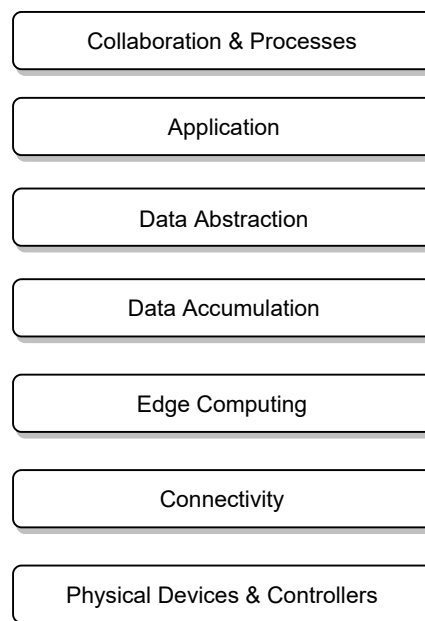 Collaboration & Processes
Application
Data Abstraction
Data Accumulation
Edge Computing
Connectivity
Physical Devices & Controllers